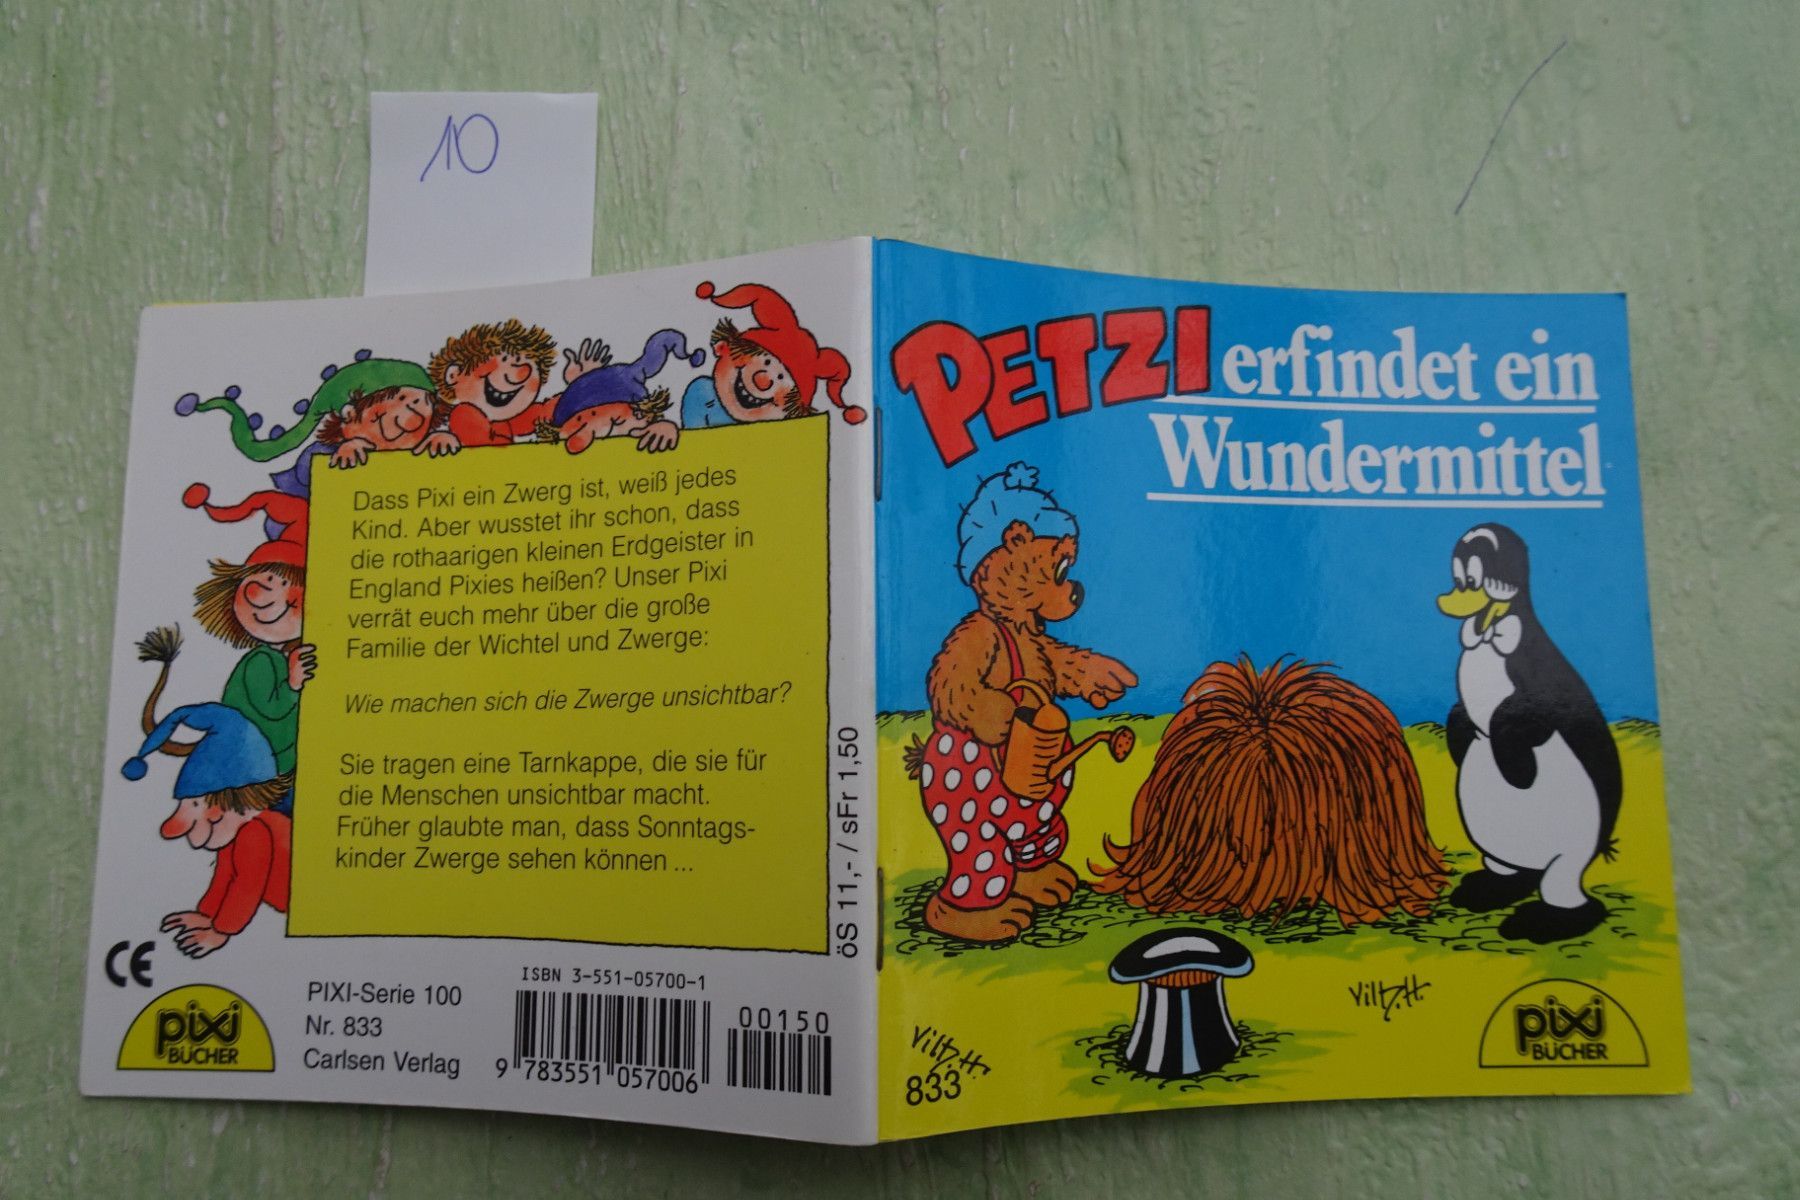 10
Dass Pixi ein Zwerg ist, weiß jedes
Kind. Aber wusstet ihr schon, dass
die rothaarigen kleinen Erdgeister in
England Pixies heißen? Unser Pixi
verrät euch mehr über die große
Familie der Wichtel und Zwerge:
Wie machen sich die Zwerge unsichtbar?
Sie tragen eine Tarnkappe, die sie für
die Menschen unsichtbar macht.
Früher glaubte man, dass Sonntags-
kinder Zwerge sehen können ...
öS 11,- / sFr 1,50
CE
pixi
BÜCHER
PIXI-Serie 100
Nr. 833
Carlsen Verlag
ISBN 3-551-05700-1
00150
9 783551 057006
PETZI erfindet ein
Wundermittel
Vilh.H.
833
Vilh.H.
pixi
BÜCHER